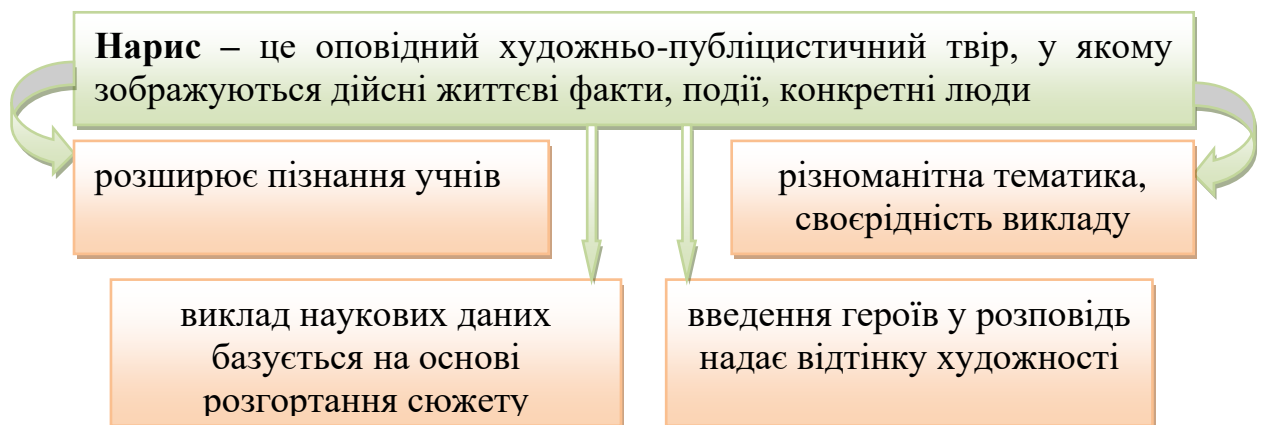 Нарис – це оповідний художньо-публіцистичний твір, у якому
зображуються дійсні життєві факти, події, конкретні люди
розширює пізнання учнів
різноманітна тематика,
своєрідність викладу
виклад наукових даних
базується на основі
розгортання сюжету
введення героїв у розповідь
надає відтінку художності